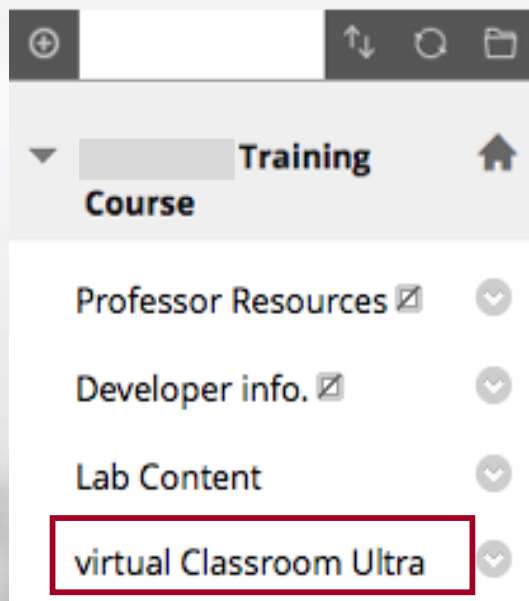 Training
Course
Professor Resources
Developer info.
Lab Content
virtual Classroom Ultra